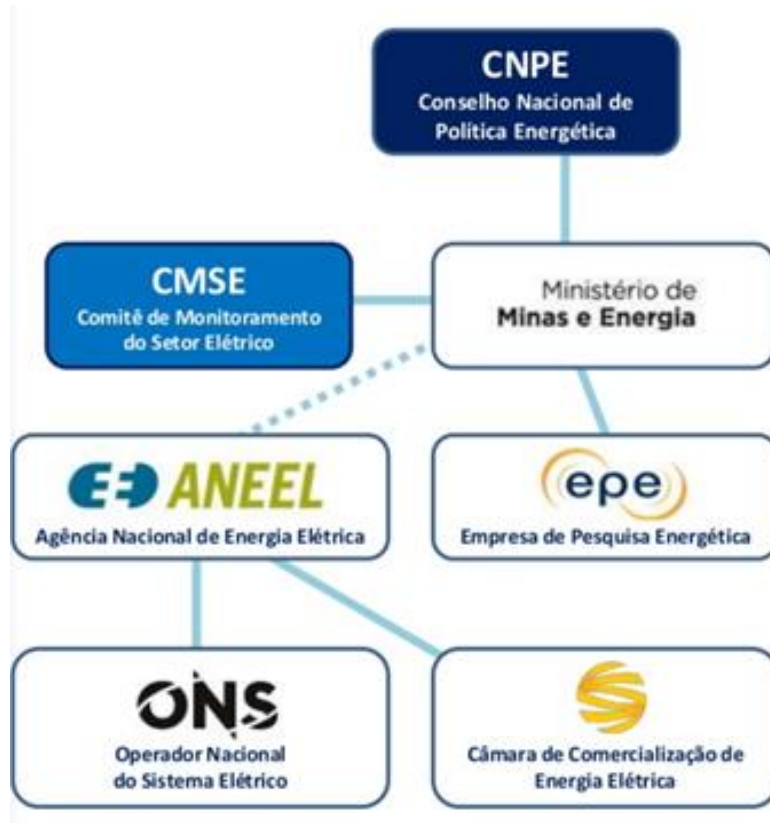 CNPE
Conselho Nacional de
Política Energética
CMSE
Comitê de Monitoramento
do Setor Elétrico
Ministério de
Minas e Energia
ANEEL
Agência Nacional de Energia Elétrica
epe
Empresa de Pesquisa Energética
ONS
Operador Nacional
do Sistema Elétrico
Câmara de Comercialização de
Energia Elétrica